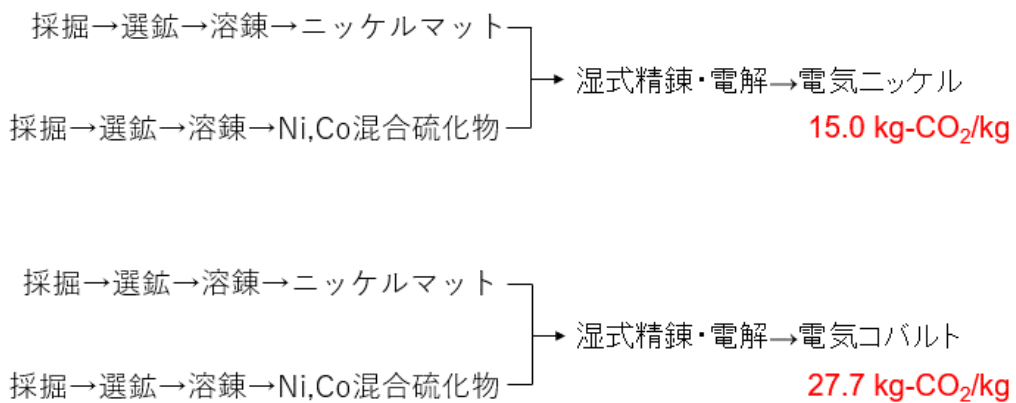 採掘→選鉱→溶錬→ニッケルマット
湿式精錬・電解→電気ニッケル
採掘→選鉱→溶錬→Ni,Co混合硫化物
15.0 kg-CO₂/kg
採掘→選鉱→溶錬→ニッケルマット
湿式精錬・電解→電気コバルト
採掘→選鉱→溶錬→Ni,Co混合硫化物
27.7 kg-CO₂/kg